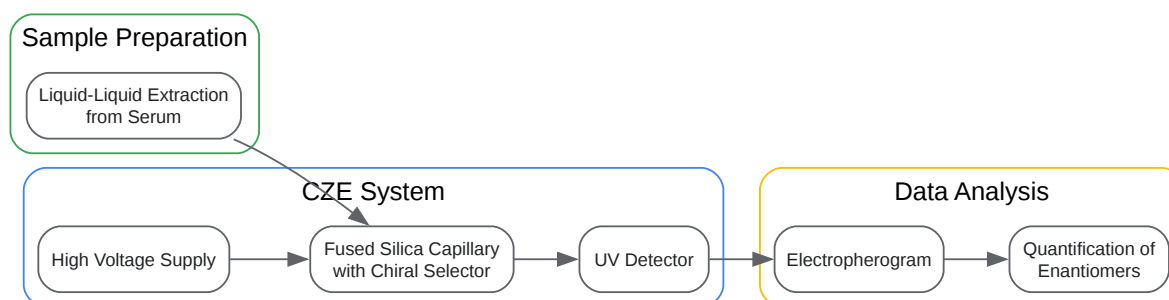 Sample Preparation
Liquid-Liquid Extraction
from Serum
CZE System
High Voltage Supply
Fused Silica Capillary
with Chiral Selector
UV Detector
Data Analysis
Electropherogram
Quantification of
Enantiomers